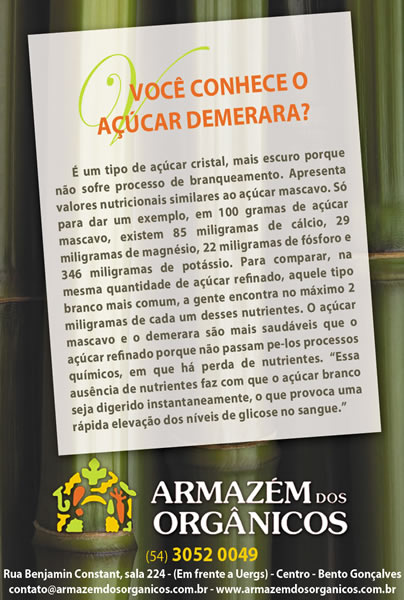 VOCÊ CONHECE O
AÇÚCAR DEMERARA?
É um tipo de açúcar cristal, mais escuro porque
não sofre processo de branqueamento. Apresenta
valores nutricionais similares ao açúcar mascavo. Só
para dar um exemplo, em 100 gramas de açúcar
mascavo, existem 85 miligramas de cálcio, 29
miligramas de magnésio, 22 miligramas de fósforo e
346 miligramas de potássio. Para comparar, na
mesma quantidade de açúcar refinado, aquele tipo
branco mais comum, a gente encontra no máximo 2
miligramas de cada um desses nutrientes. O açúcar
mascavo e o demerara são mais saudáveis que o
açúcar refinado porque não passam pe-los processos
químicos, em que há perda de nutrientes. “Essa
ausência de nutrientes faz com que o açúcar branco
seja digerido instantaneamente, o que provoca uma
rápida elevação dos níveis de glicose no sangue.”
ARMAZÉM DOS
ORGÂNICOS
(54) 3052 0049
Rua Benjamin Constant, sala 224 - (Em frente a Uergs) - Centro - Bento Gonçalves
contato@armazemdosorganicos.com.br - www.armazemdosorganicos.com.br